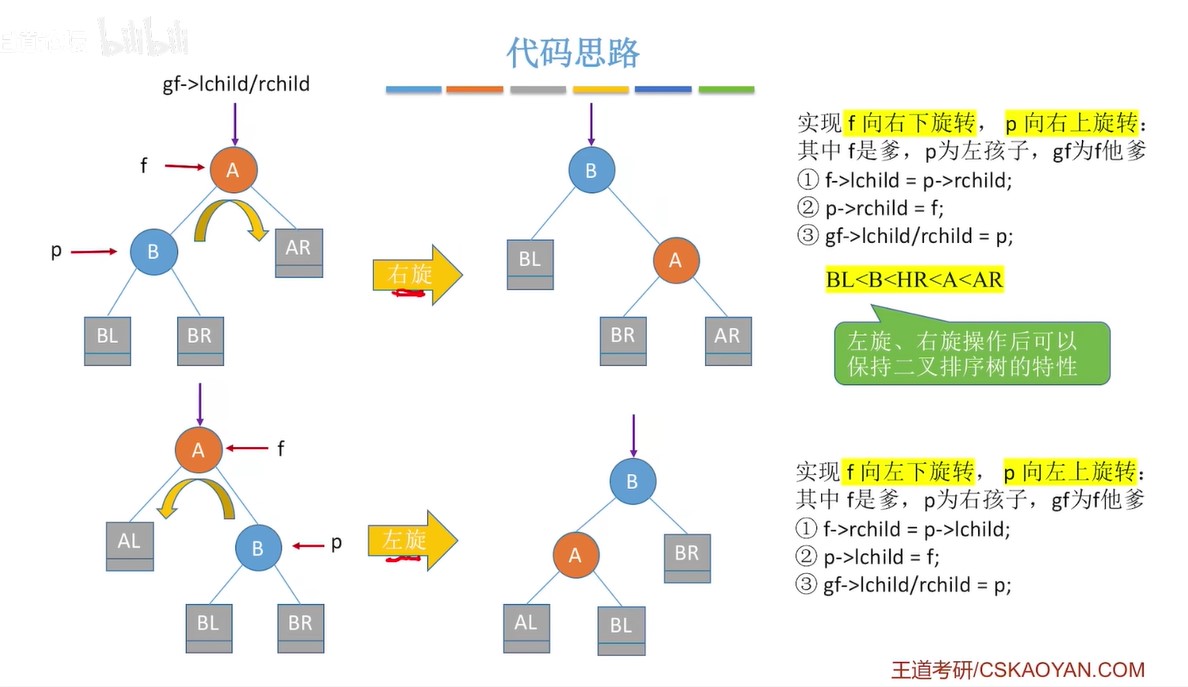 bilibili
代码思路
gf->lchild/rchild
f
A
p
B
AR
BL
BR
右旋
B
BL
A
BR
AR
实现 f 向右下旋转， p 向右上旋转：
其中 f是爹，p为左孩子，gf为f他爹
① f->lchild = p->rchild;
② p->rchild = f;
③ gf->lchild/rchild = p;
BL<B<HR<A<AR
左旋、右旋操作后可以
保持二叉排序树的特性
A
f
AL
B
p
BL
BR
左旋
B
A
BR
AL
BL
实现 f 向左下旋转， p 向左上旋转：
其中 f是爹，p为右孩子，gf为f他爹
① f->rchild = p->lchild;
② p->lchild = f;
③ gf->lchild/rchild = p;
王道考研/CSKAOYAN.COM